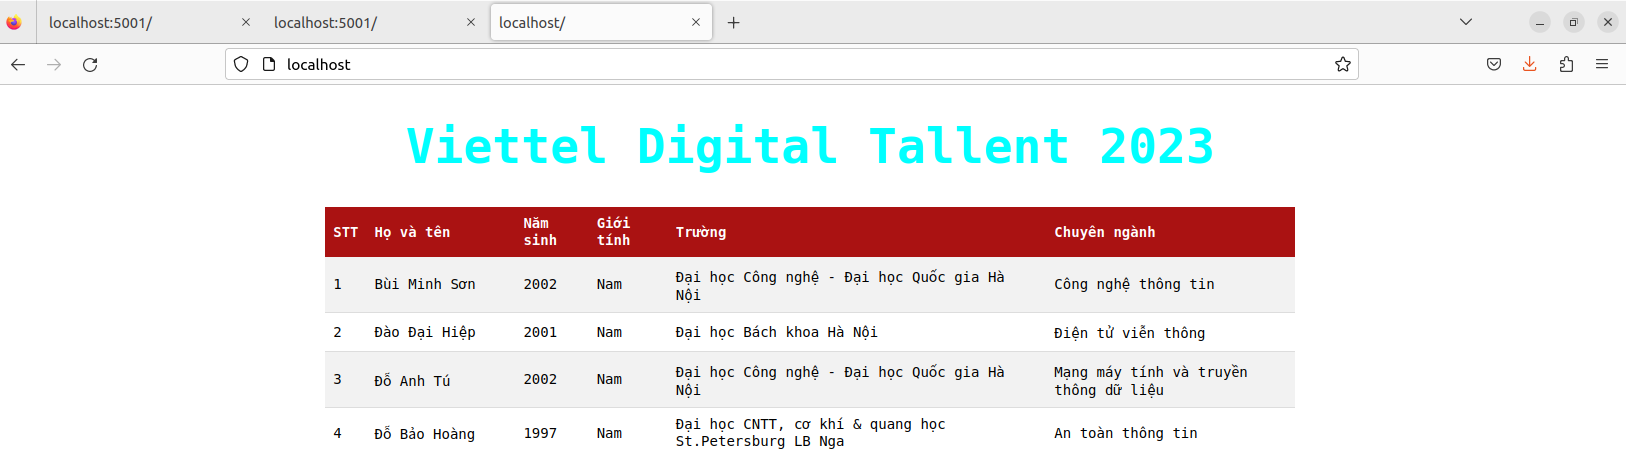 localhost:5001/ localhost:5001/ localhost/
localhost
Viettel Digital Tallent 2023
STT Họ và tên Năm sinh Giới tính Trường Chuyên ngành
1 Bùi Minh Sơn 2002 Nam Đại học Công nghệ - Đại học Quốc gia Hà Nội Công nghệ thông tin
2 Đào Đại Hiệp 2001 Nam Đại học Bách khoa Hà Nội Điện tử viễn thông
3 Đỗ Anh Tú 2002 Nam Đại học Công nghệ - Đại học Quốc gia Hà Nội Mạng máy tính và truyền thông dữ liệu
4 Đỗ Bảo Hoàng 1997 Nam Đại học CNTT, cơ khí & quang học St.Petersburg LB Nga An toàn thông tin